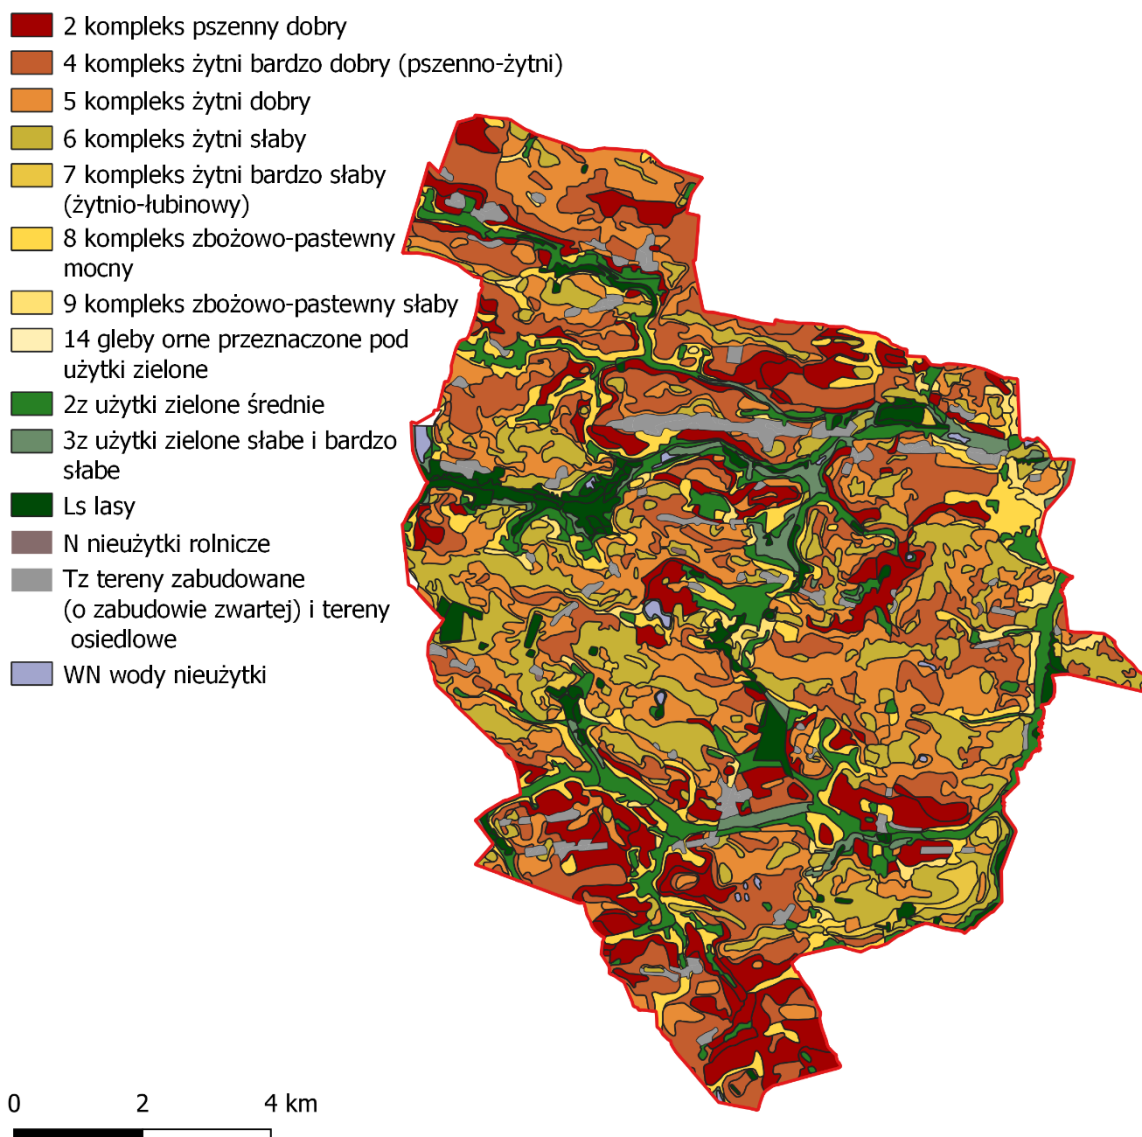 2 kompleks pszenny dobry
4 kompleks żytni bardzo dobry (pszenno-żytni)
5 kompleks żytni dobry
6 kompleks żytni słaby
7 kompleks żytni bardzo słaby
(żytnio-łubinowy)
8 kompleks zbożowo-pastewny
mocny
9 kompleks zbożowo-pastewny słaby
14 gleby orne przeznaczone pod
użytki zielone
2z użytki zielone średnie
3z użytki zielone słabe i bardzo
słabe
Ls lasy
N nieużytki rolnicze
Tz tereny zabudowane
(o zabudowie zwartej) i tereny
osiedlowe
WN wody nieużytki
0 2 4 km